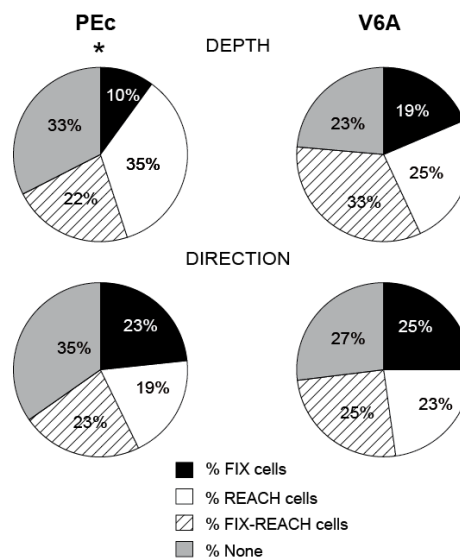 PEc V6A
*
DEPTH
10% 19%
33% 23%
35% 25%
22% 33%
DIRECTION
23% 25%
35% 27%
19% 23%
23% 25%
% FIX cells
% REACH cells
% FIX-REACH cells
% None